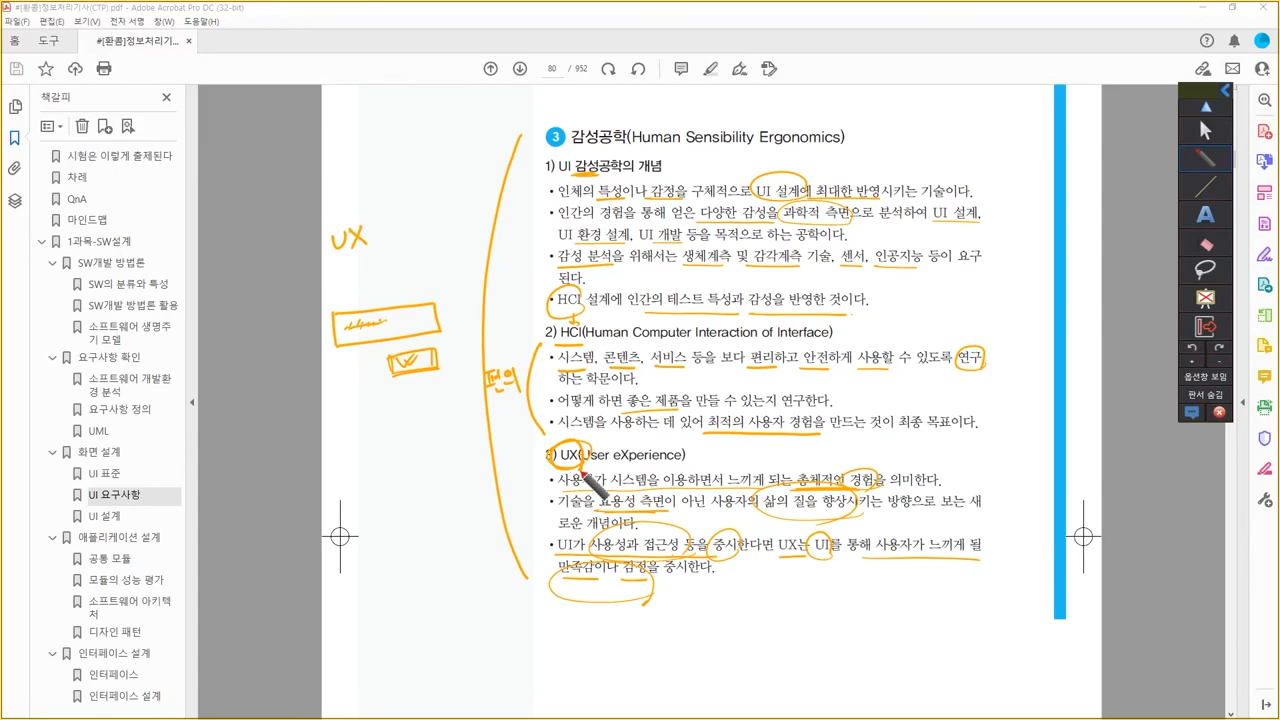 #[환콤]정보처리기사(CTP).pdf - Adobe Acrobat Pro DC (32-bit)
파일(F) 편집(E) 보기(V) 전자 서명 창(W) 도움말(H)
홈 도구 #[환콤]정보처리기... ×
80 / 952
책갈피
시험은 이렇게 출제된다
차례
QnA
마인드맵
1과목-SW설계
SW개발 방법론
SW의 분류와 특성
SW개발 방법론 활용
소프트웨어 생명주
기 모델
요구사항 확인
소프트웨어 개발환
경 분석
요구사항 정의
UML
화면 설계
UI 표준
UI 요구사항
UI 설계
애플리케이션 설계
공통 모듈
모듈의 성능 평가
소프트웨어 아키텍
처
디자인 패턴
인터페이스 설계
인터페이스
인터페이스 설계
UX
편의
3 감성공학(Human Sensibility Ergonomics)
1) UI 감성공학의 개념
• 인체의 특성이나 감정을 구체적으로 UI 설계에 최대한 반영시키는 기술이다.
• 인간의 경험을 통해 얻은 다양한 감성을 과학적 측면으로 분석하여 UI 설계,
UI 환경 설계, UI 개발 등을 목적으로 하는 공학이다.
• 감성 분석을 위해서는 생체계측 및 감각계측 기술, 센서, 인공지능 등이 요구
된다.
• HCI 설계에 인간의 테스트 특성과 감성을 반영한 것이다.
2) HCI(Human Computer Interaction of Interface)
• 시스템, 콘텐츠, 서비스 등을 보다 편리하고 안전하게 사용할 수 있도록 연구
하는 학문이다.
• 어떻게 하면 좋은 제품을 만들 수 있는지 연구한다.
• 시스템을 사용하는 데 있어 최적의 사용자 경험을 만드는 것이 최종 목표이다.
3) UX(User eXperience)
• 사용자가 시스템을 이용하면서 느끼게 되는 총체적인 경험을 의미한다.
• 기술을 효용성 측면이 아닌 사용자의 삶의 질을 향상시키는 방향으로 보는 새
로운 개념이다.
• UI가 사용성과 접근성 등을 중시한다면 UX는 UI를 통해 사용자가 느끼게 될
만족감이나 감정을 중시한다.
A
옵션창 보임
판서 숨김